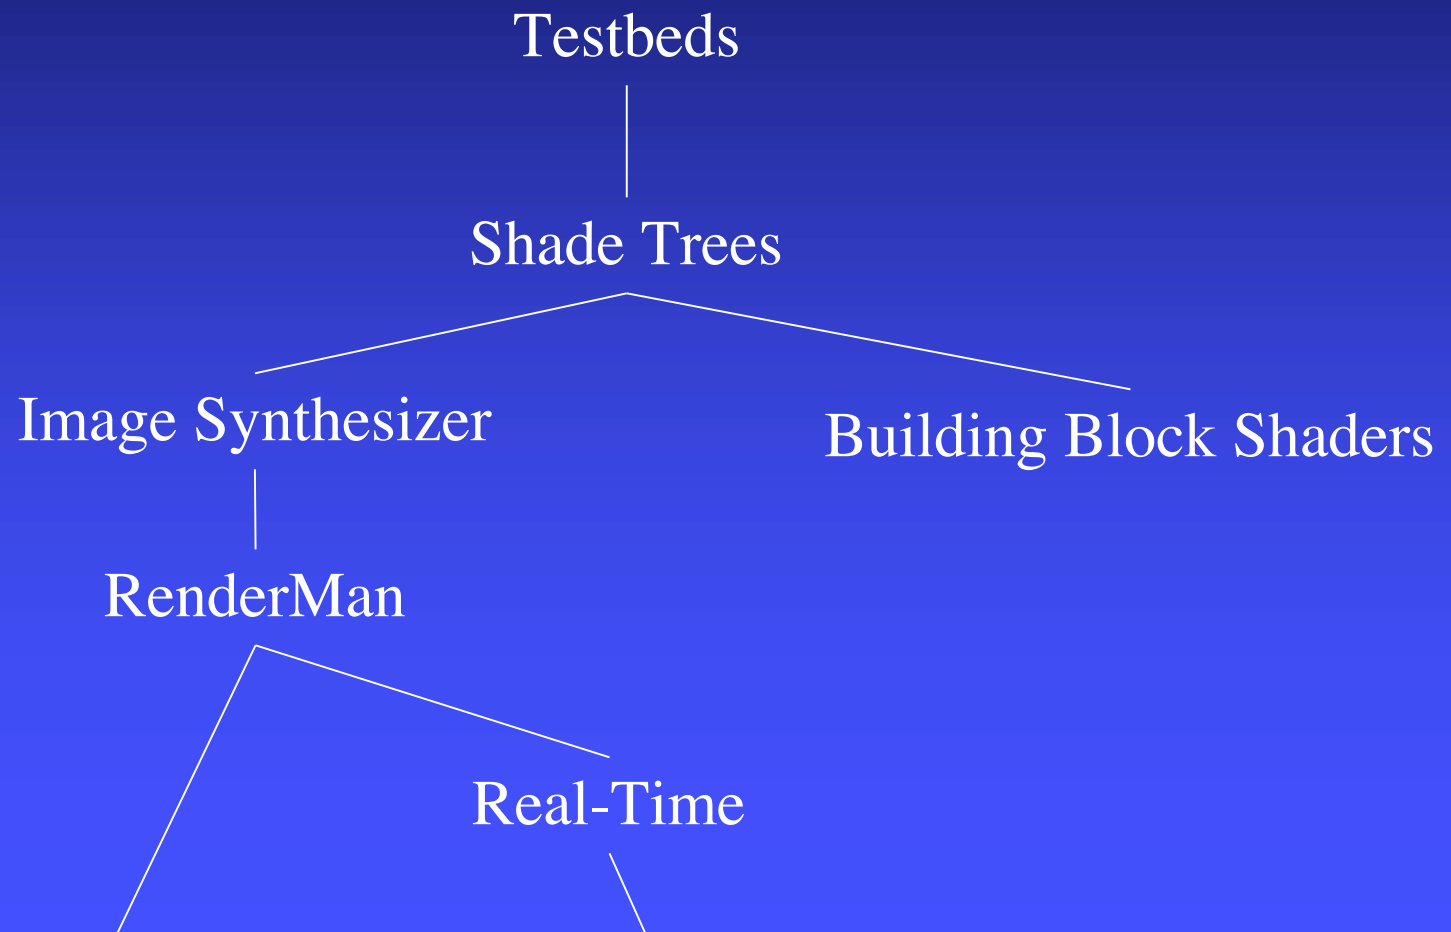 Testbeds
Shade Trees
Image Synthesizer
Building Block Shaders
RenderMan
Real-Time